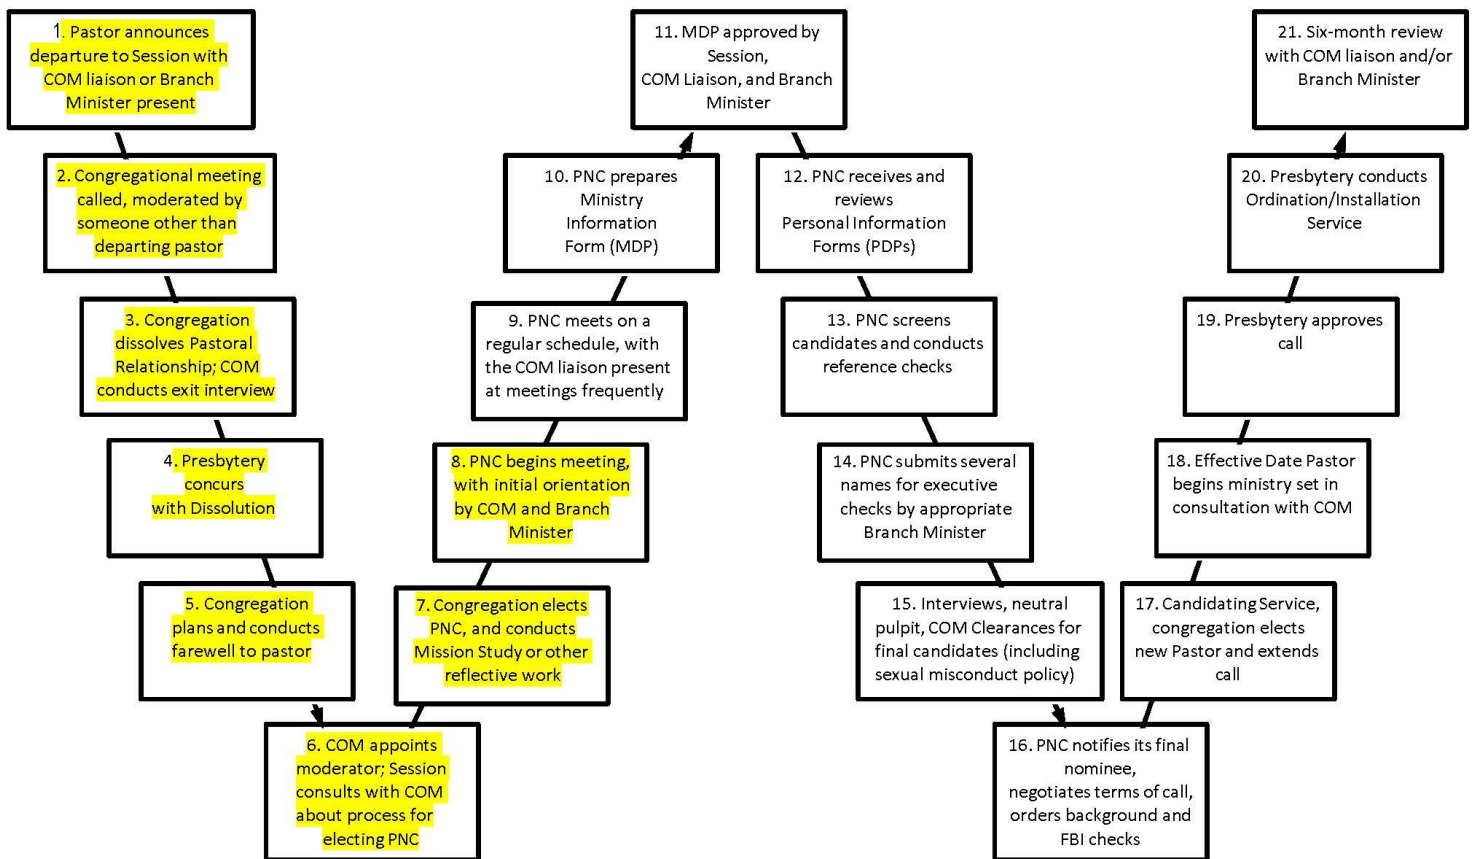 1. Pastor announces
departure to Session with
COM liaison or Branch
Minister present
2. Congregational meeting
called, moderated by
someone other than
departing pastor
3. Congregation
dissolves Pastoral
Relationship; COM
conducts exit interview
4. Presbytery
concurs
with Dissolution
5. Congregation
plans and conducts
farewell to pastor
6. COM appoints
moderator; Session
consults with COM
about process for
electing PNC
7. Congregation elects
PNC, and conducts
Mission Study or other
reflective work
8. PNC begins meeting,
with initial orientation
by COM and Branch
Minister
9. PNC meets on a
regular schedule, with
the COM liaison present
at meetings frequently
10. PNC prepares
Ministry
Information
Form (MDP)
11. MDP approved by
Session,
COM Liaison, and Branch
Minister
12. PNC receives and
reviews
Personal Information
Forms (PDPs)
13. PNC screens
candidates and conducts
reference checks
14. PNC submits several
names for executive
checks by appropriate
Branch Minister
15. Interviews, neutral
pulpit, COM Clearances for
final candidates (including
sexual misconduct policy)
16. PNC notifies its final
nominee,
negotiates terms of call,
orders background and
FBI checks
17. Candidating Service,
congregation elects
new Pastor and extends
call
18. Effective Date Pastor
begins ministry set in
consultation with COM
19. Presbytery approves
call
20. Presbytery conducts
Ordination/Installation
Service
21. Six-month review
with COM liaison and/or
Branch Minister